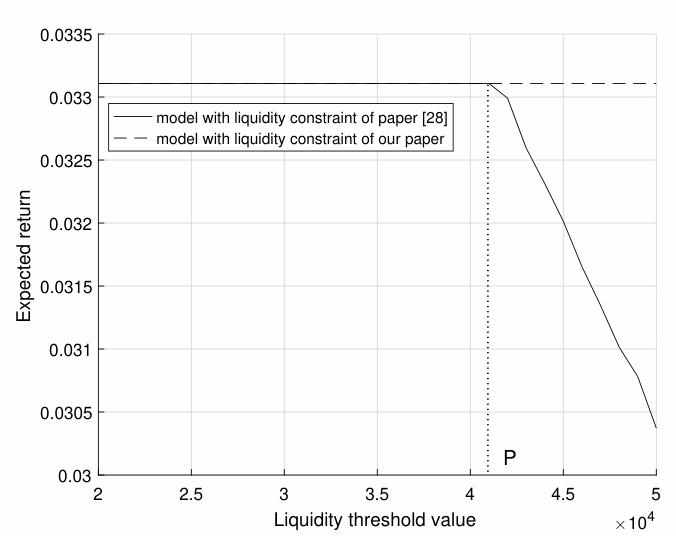 0.0335
0.033
0.0325
0.032
0.0315
0.031
0.0305
0.03
Expected return
model with liquidity constraint of paper [28]
model with liquidity constraint of our paper
P
2 2.5 3 3.5 4 4.5 5
Liquidity threshold value
×10⁴